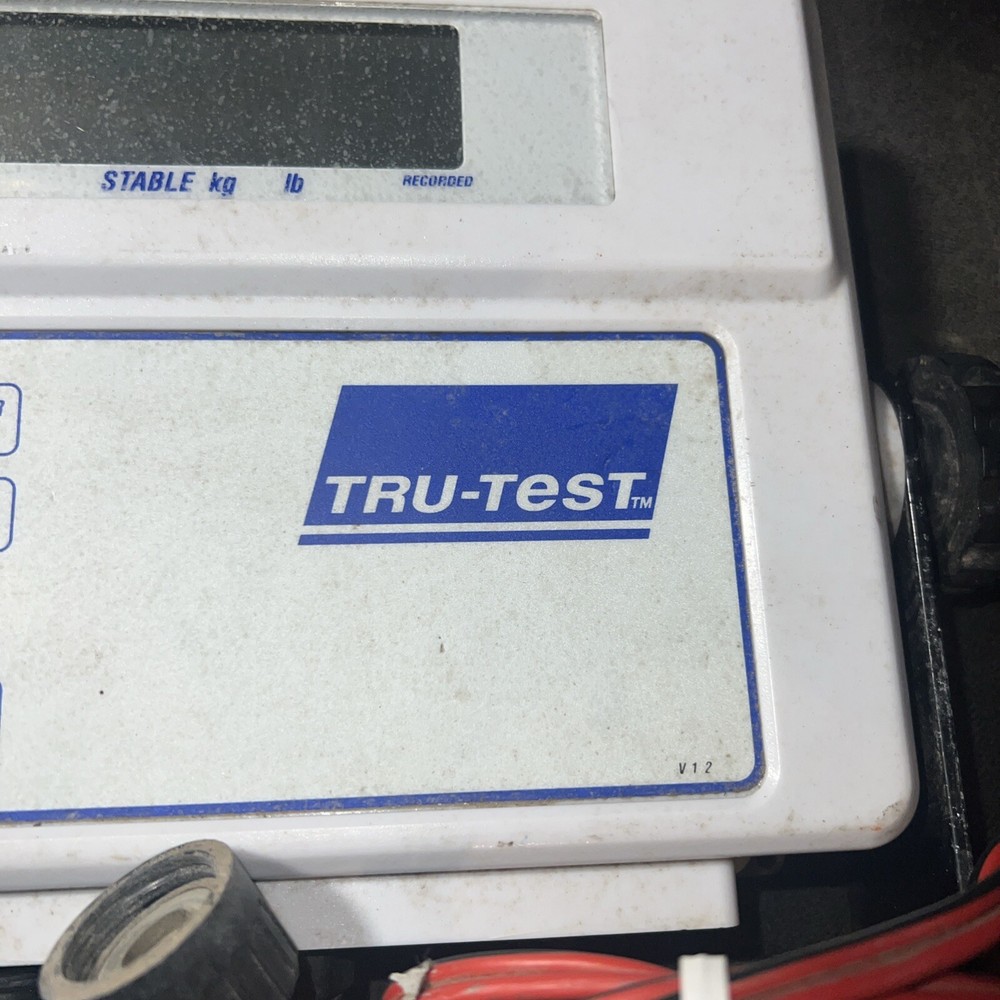 STABLE kg lb RECORDED
TRU-TeST™
V12